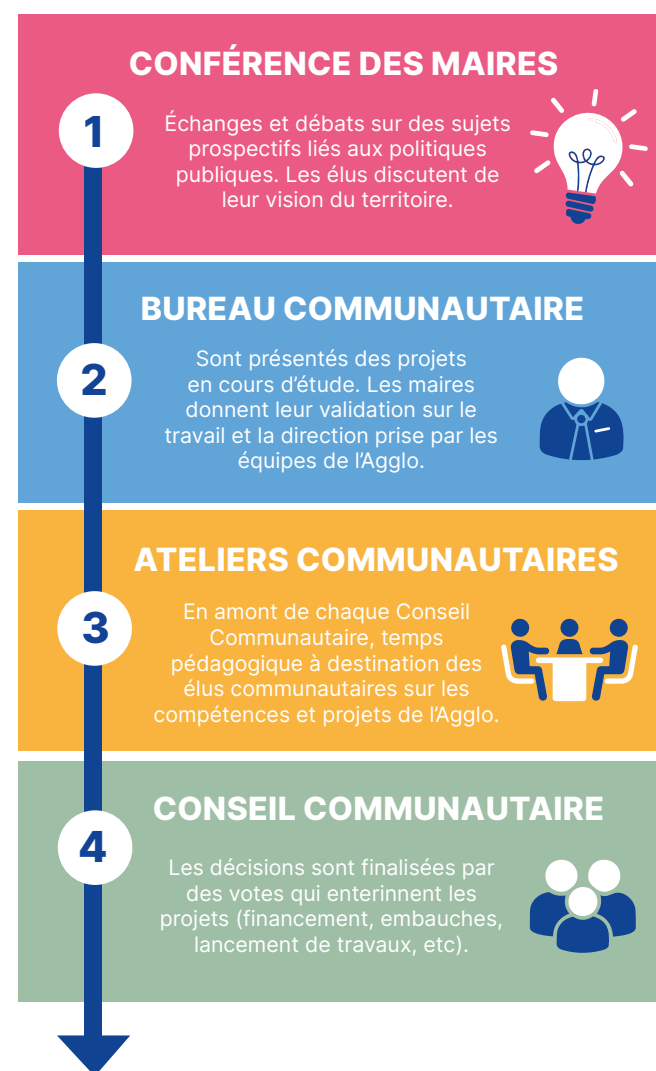 CONFÉRENCE DES MAIRES
1
Échanges et débats sur des sujets
prospectifs liés aux politiques
publiques. Les élus discutent de
leur vision du territoire.
BUREAU COMMUNAUTAIRE
2
Sont présentés des projets
en cours d’étude. Les maires
donnent leur validation sur le
travail et la direction prise par les
équipes de l’Agglo.
ATELIERS COMMUNAUTAIRES
3
En amont de chaque Conseil
Communautaire, temps
pédagogique à destination des
élus communautaires sur les
compétences et projets de l’Agglo.
CONSEIL COMMUNAUTAIRE
4
Les décisions sont finalisées par
des votes qui enterinnent les
projets (financement, embauches,
lancement de travaux, etc).